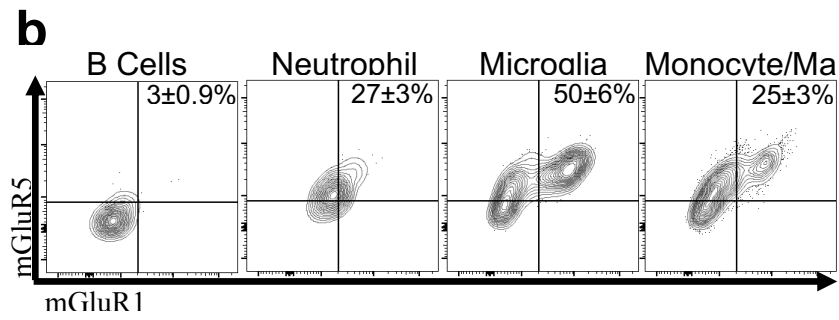 b
B Cells Neutrophil Microglia Monocyte/Ma
3±0.9% 27±3% 50±6% 25±3%
mGluR5
mGluR1